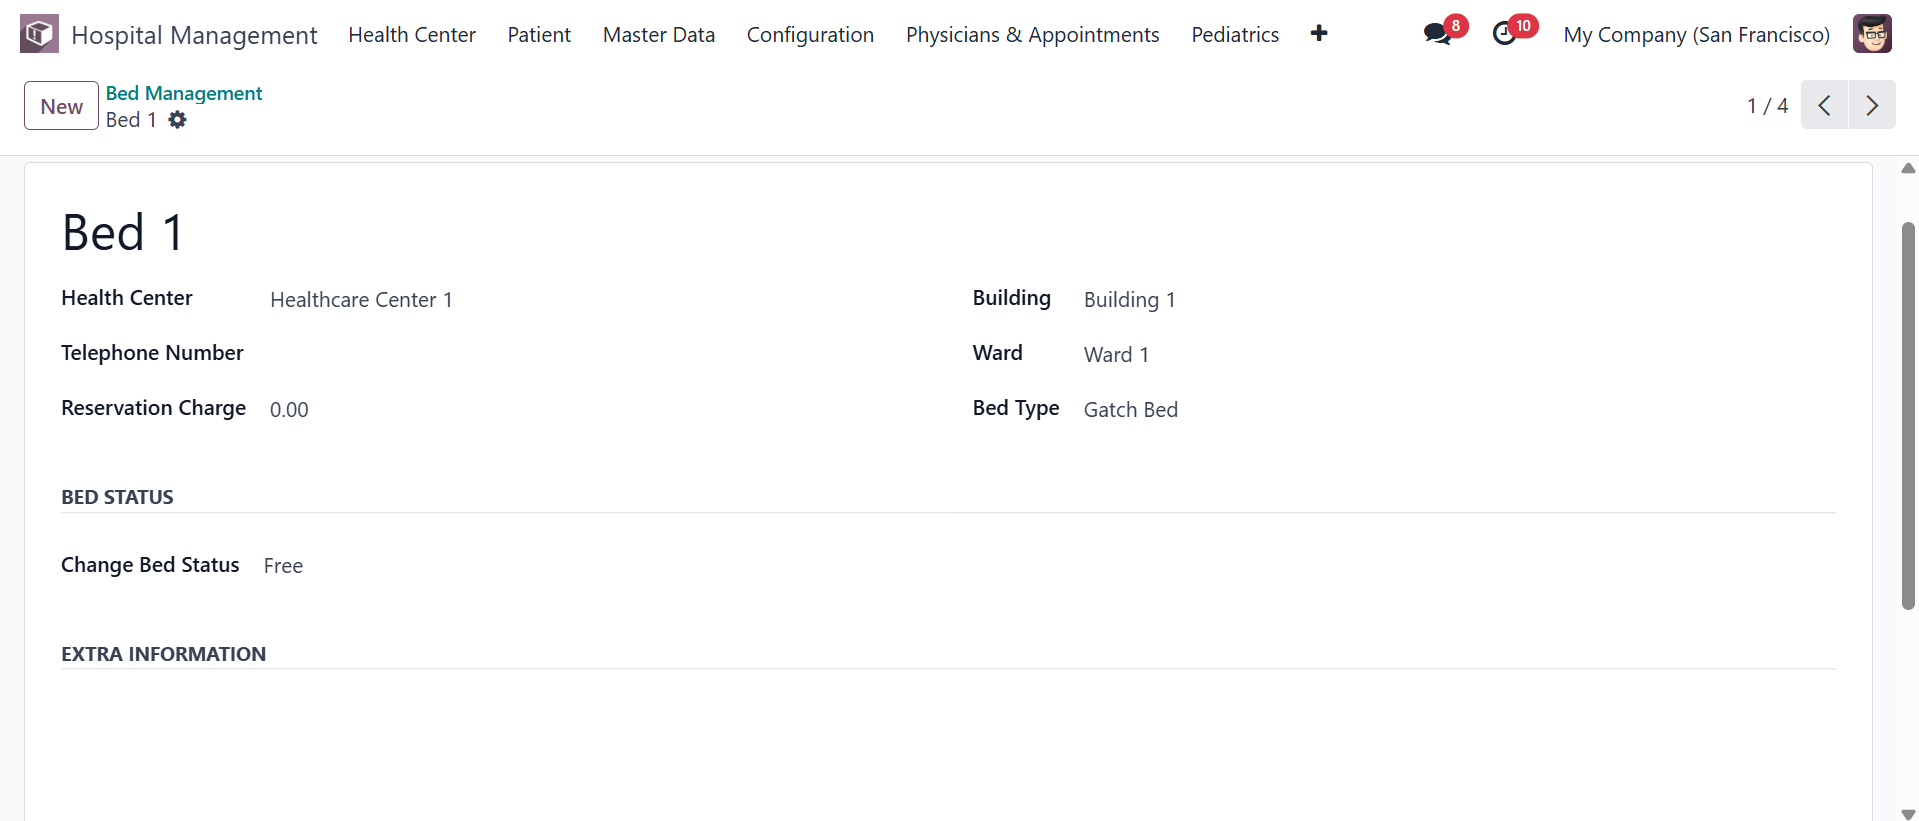 Hospital Management Health Center Patient Master Data Configuration Physicians & Appointments Pediatrics 8 10 My Company (San Francisco)
New Bed Management
Bed 1
1 / 4
Bed 1
Health Center Healthcare Center 1 Building Building 1
Telephone Number Ward Ward 1
Reservation Charge 0.00 Bed Type Gatch Bed
BED STATUS
Change Bed Status Free
EXTRA INFORMATION